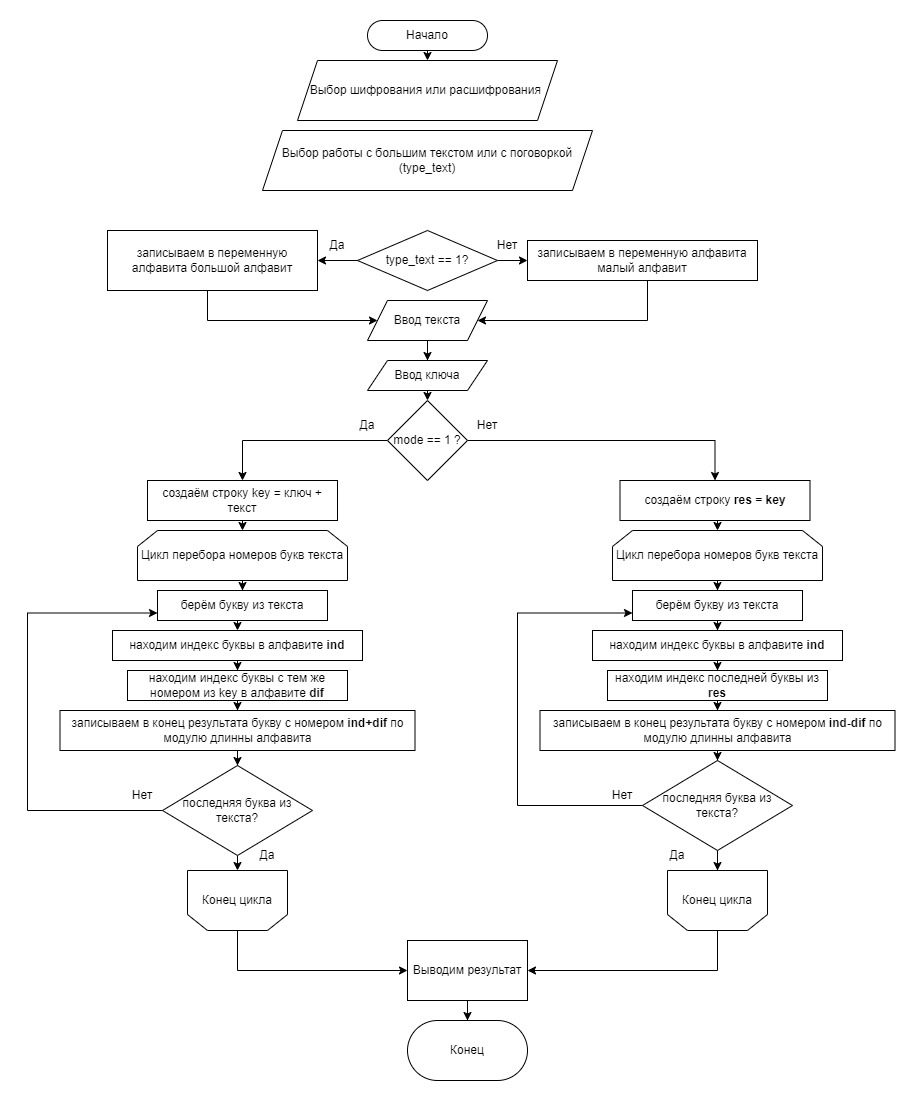 Начало
Выбор шифрования или расшифрования
Выбор работы с большим текстом или с поговоркой
(type_text)
Да
type_text == 1?
Нет
записываем в переменную
алфавита большой алфавит
записываем в переменную алфавита
малый алфавит
Ввод текста
Ввод ключа
Да
mode == 1 ?
Нет
создаём строку key = ключ +
текст
Цикл перебора номеров букв текста
берём букву из текста
находим индекс буквы в алфавите ind
находим индекс буквы с тем же
номером из key в алфавите dif
записываем в конец результата букву с номером ind+dif по
модулю длинны алфавита
Нет
последняя буква из
текста?
Да
Конец цикла
создаём строку res = key
Цикл перебора номеров букв текста
берём букву из текста
находим индекс буквы в алфавите ind
находим индекс последней буквы из
res
записываем в конец результата букву с номером ind-dif по
модулю длинны алфавита
Нет
последняя буква из
текста?
Да
Конец цикла
Выводим результат
Конец